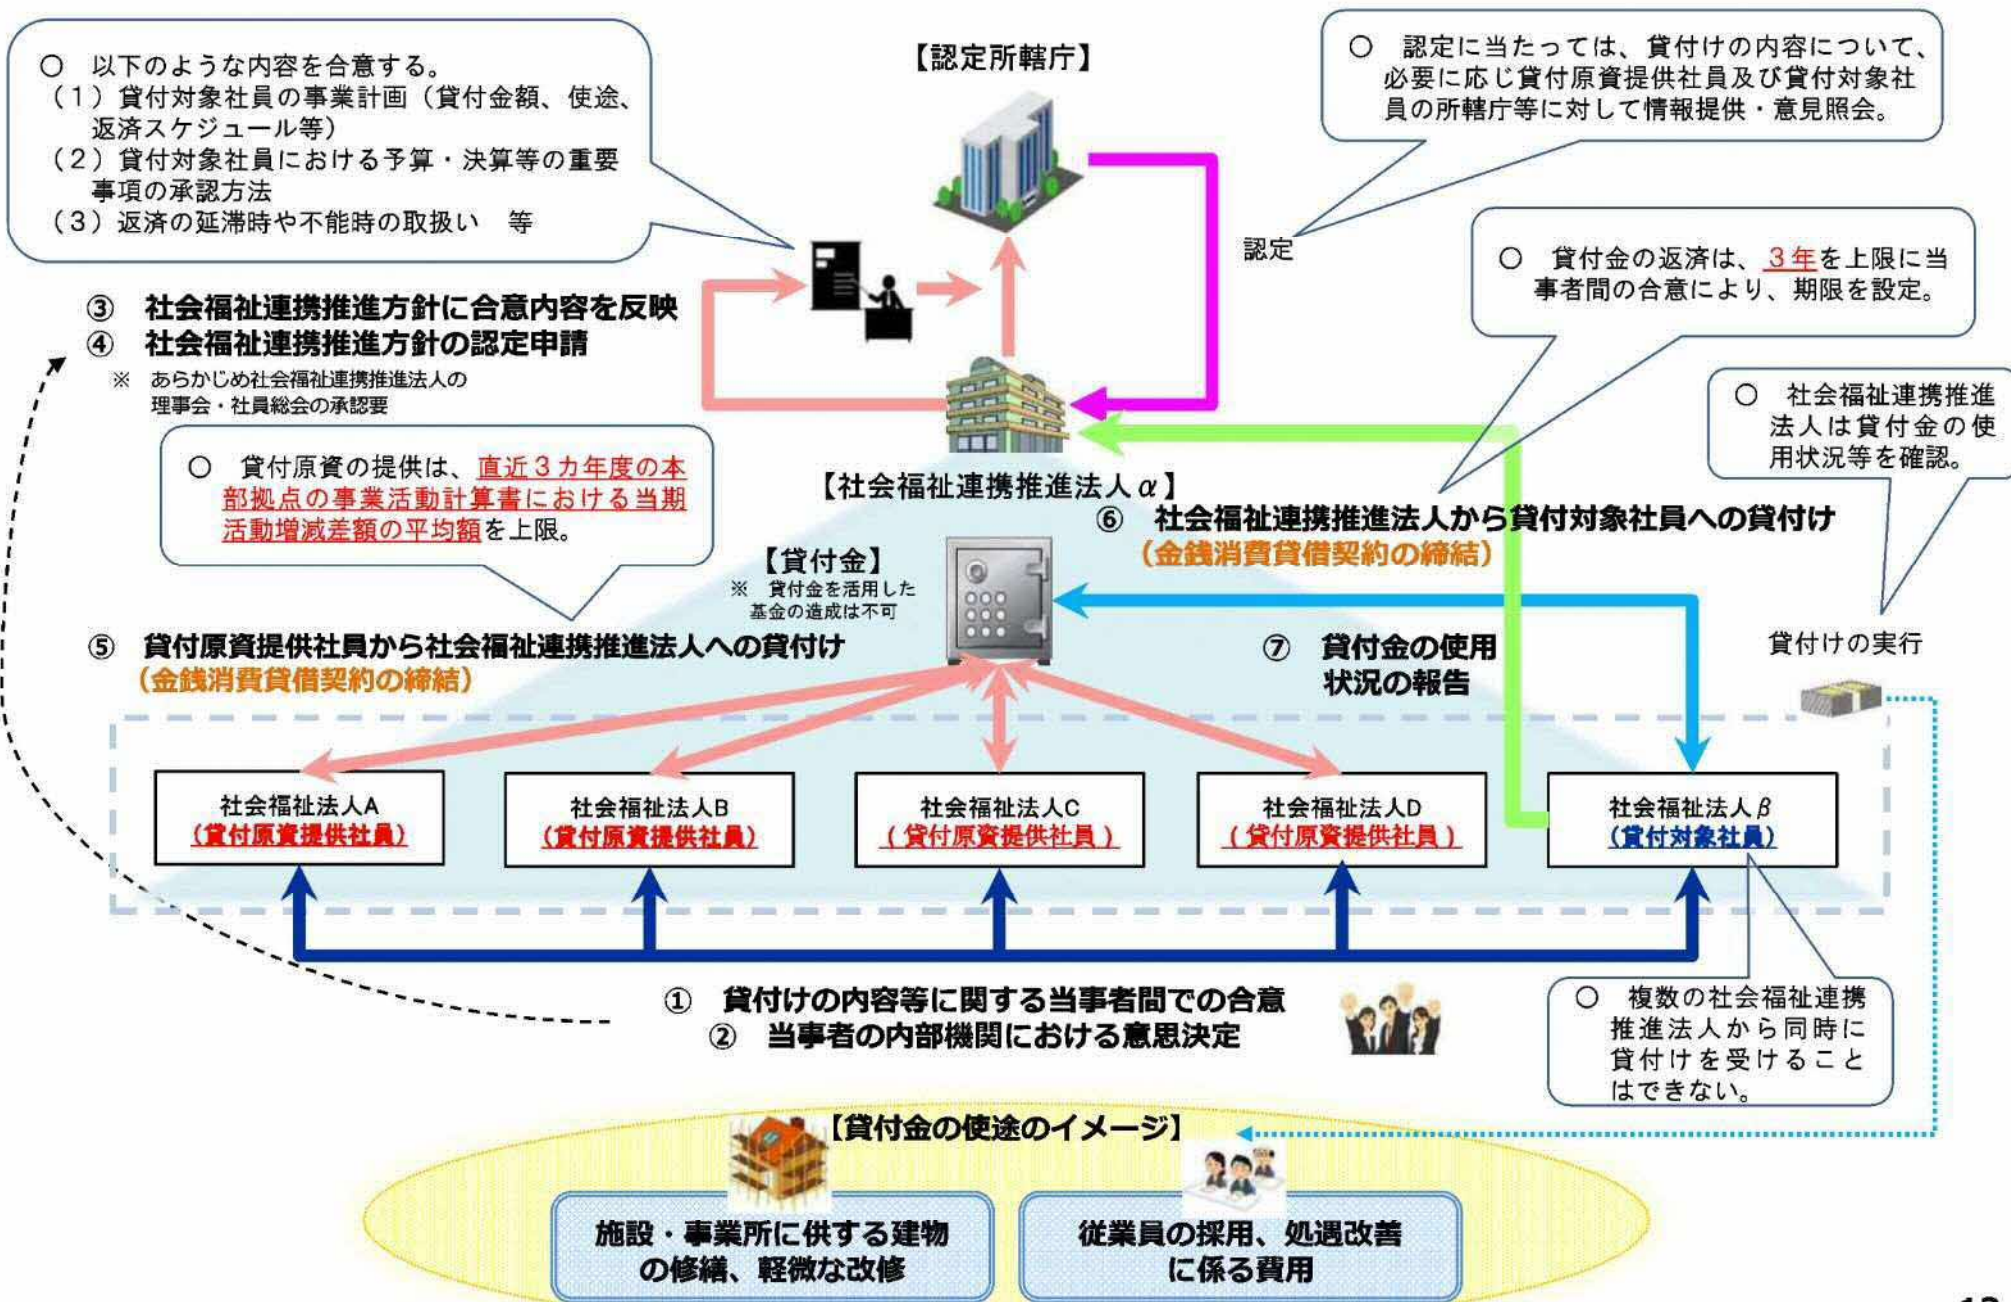 ○　以下のような内容を合意する。
（１）貸付対象社員の事業計画（貸付金額、使途、
返済スケジュール等）
（２）貸付対象社員における予算・決算等の重要
事項の承認方法
（３）返済の延滞時や不能時の取扱い　等
【認定所轄庁】
○　認定に当たっては、貸付けの内容について、
必要に応じ貸付原資提供社員及び貸付対象社
員の所轄庁等に対して情報提供・意見照会。
認定
○　貸付金の返済は、３年を上限に当
事者間の合意により、期限を設定。
③　社会福祉連携推進方針に合意内容を反映
④　社会福祉連携推進方針の認定申請
※　あらかじめ社会福祉連携推進法人の
理事会・社員総会の承認要
○　社会福祉連携推進
法人は貸付金の使
用状況等を確認。
○　貸付原資の提供は、直近３カ年度の本
部拠点の事業活動計算書における当期
活動増減差額の平均額を上限。
【社会福祉連携推進法人α】
⑥　社会福祉連携推進法人から貸付対象社員への貸付け
（金銭消費貸借契約の締結）
【貸付金】
※　貸付金を活用した
基金の造成は不可
⑤　貸付原資提供社員から社会福祉連携推進法人への貸付け
（金銭消費貸借契約の締結）
⑦　貸付金の使用
状況の報告
貸付けの実行
社会福祉法人A
（貸付原資提供社員）
社会福祉法人B
（貸付原資提供社員）
社会福祉法人C
（貸付原資提供社員）
社会福祉法人D
（貸付原資提供社員）
社会福祉法人β
（貸付対象社員）
①　貸付けの内容等に関する当事者間での合意
②　当事者の内部機関における意思決定
○　複数の社会福祉連携
推進法人から同時に
貸付けを受けること
はできない。
【貸付金の使途のイメージ】
施設・事業所に供する建物
の修繕、軽微な改修
従業員の採用、処遇改善
に係る費用